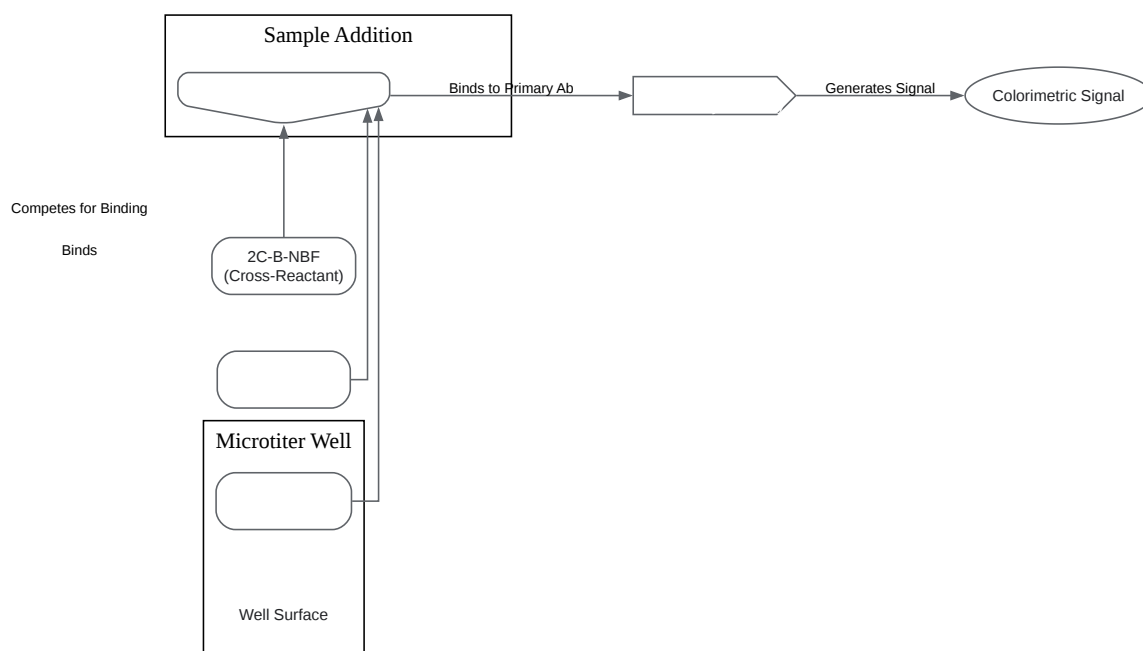 Sample Addition
Binds to Primary Ab
Generates Signal
Colorimetric Signal
Competes for Binding
Binds
2C-B-NBF
(Cross-Reactant)
Microtiter Well
Well Surface